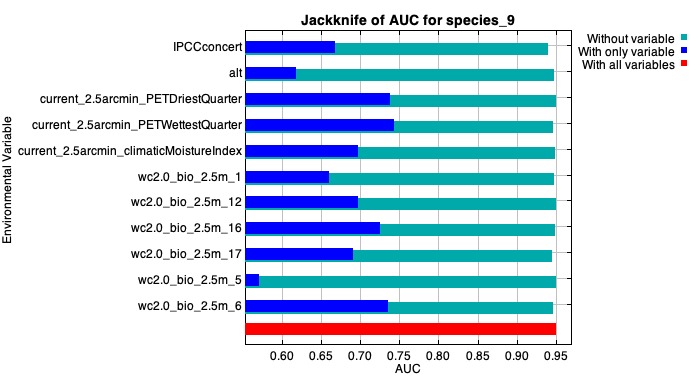 Jackknife of AUC for species_9
Without variable
With only variable
With all variables
Environmental Variable
IPCCconcert
alt
current_2.5arcmin_PETDriestQuarter
current_2.5arcmin_PETWettestQuarter
current_2.5arcmin_climaticMoistureIndex
wc2.0_bio_2.5m_1
wc2.0_bio_2.5m_12
wc2.0_bio_2.5m_16
wc2.0_bio_2.5m_17
wc2.0_bio_2.5m_5
wc2.0_bio_2.5m_6
0.60 0.65 0.70 0.75 0.80 0.85 0.90 0.95
AUC